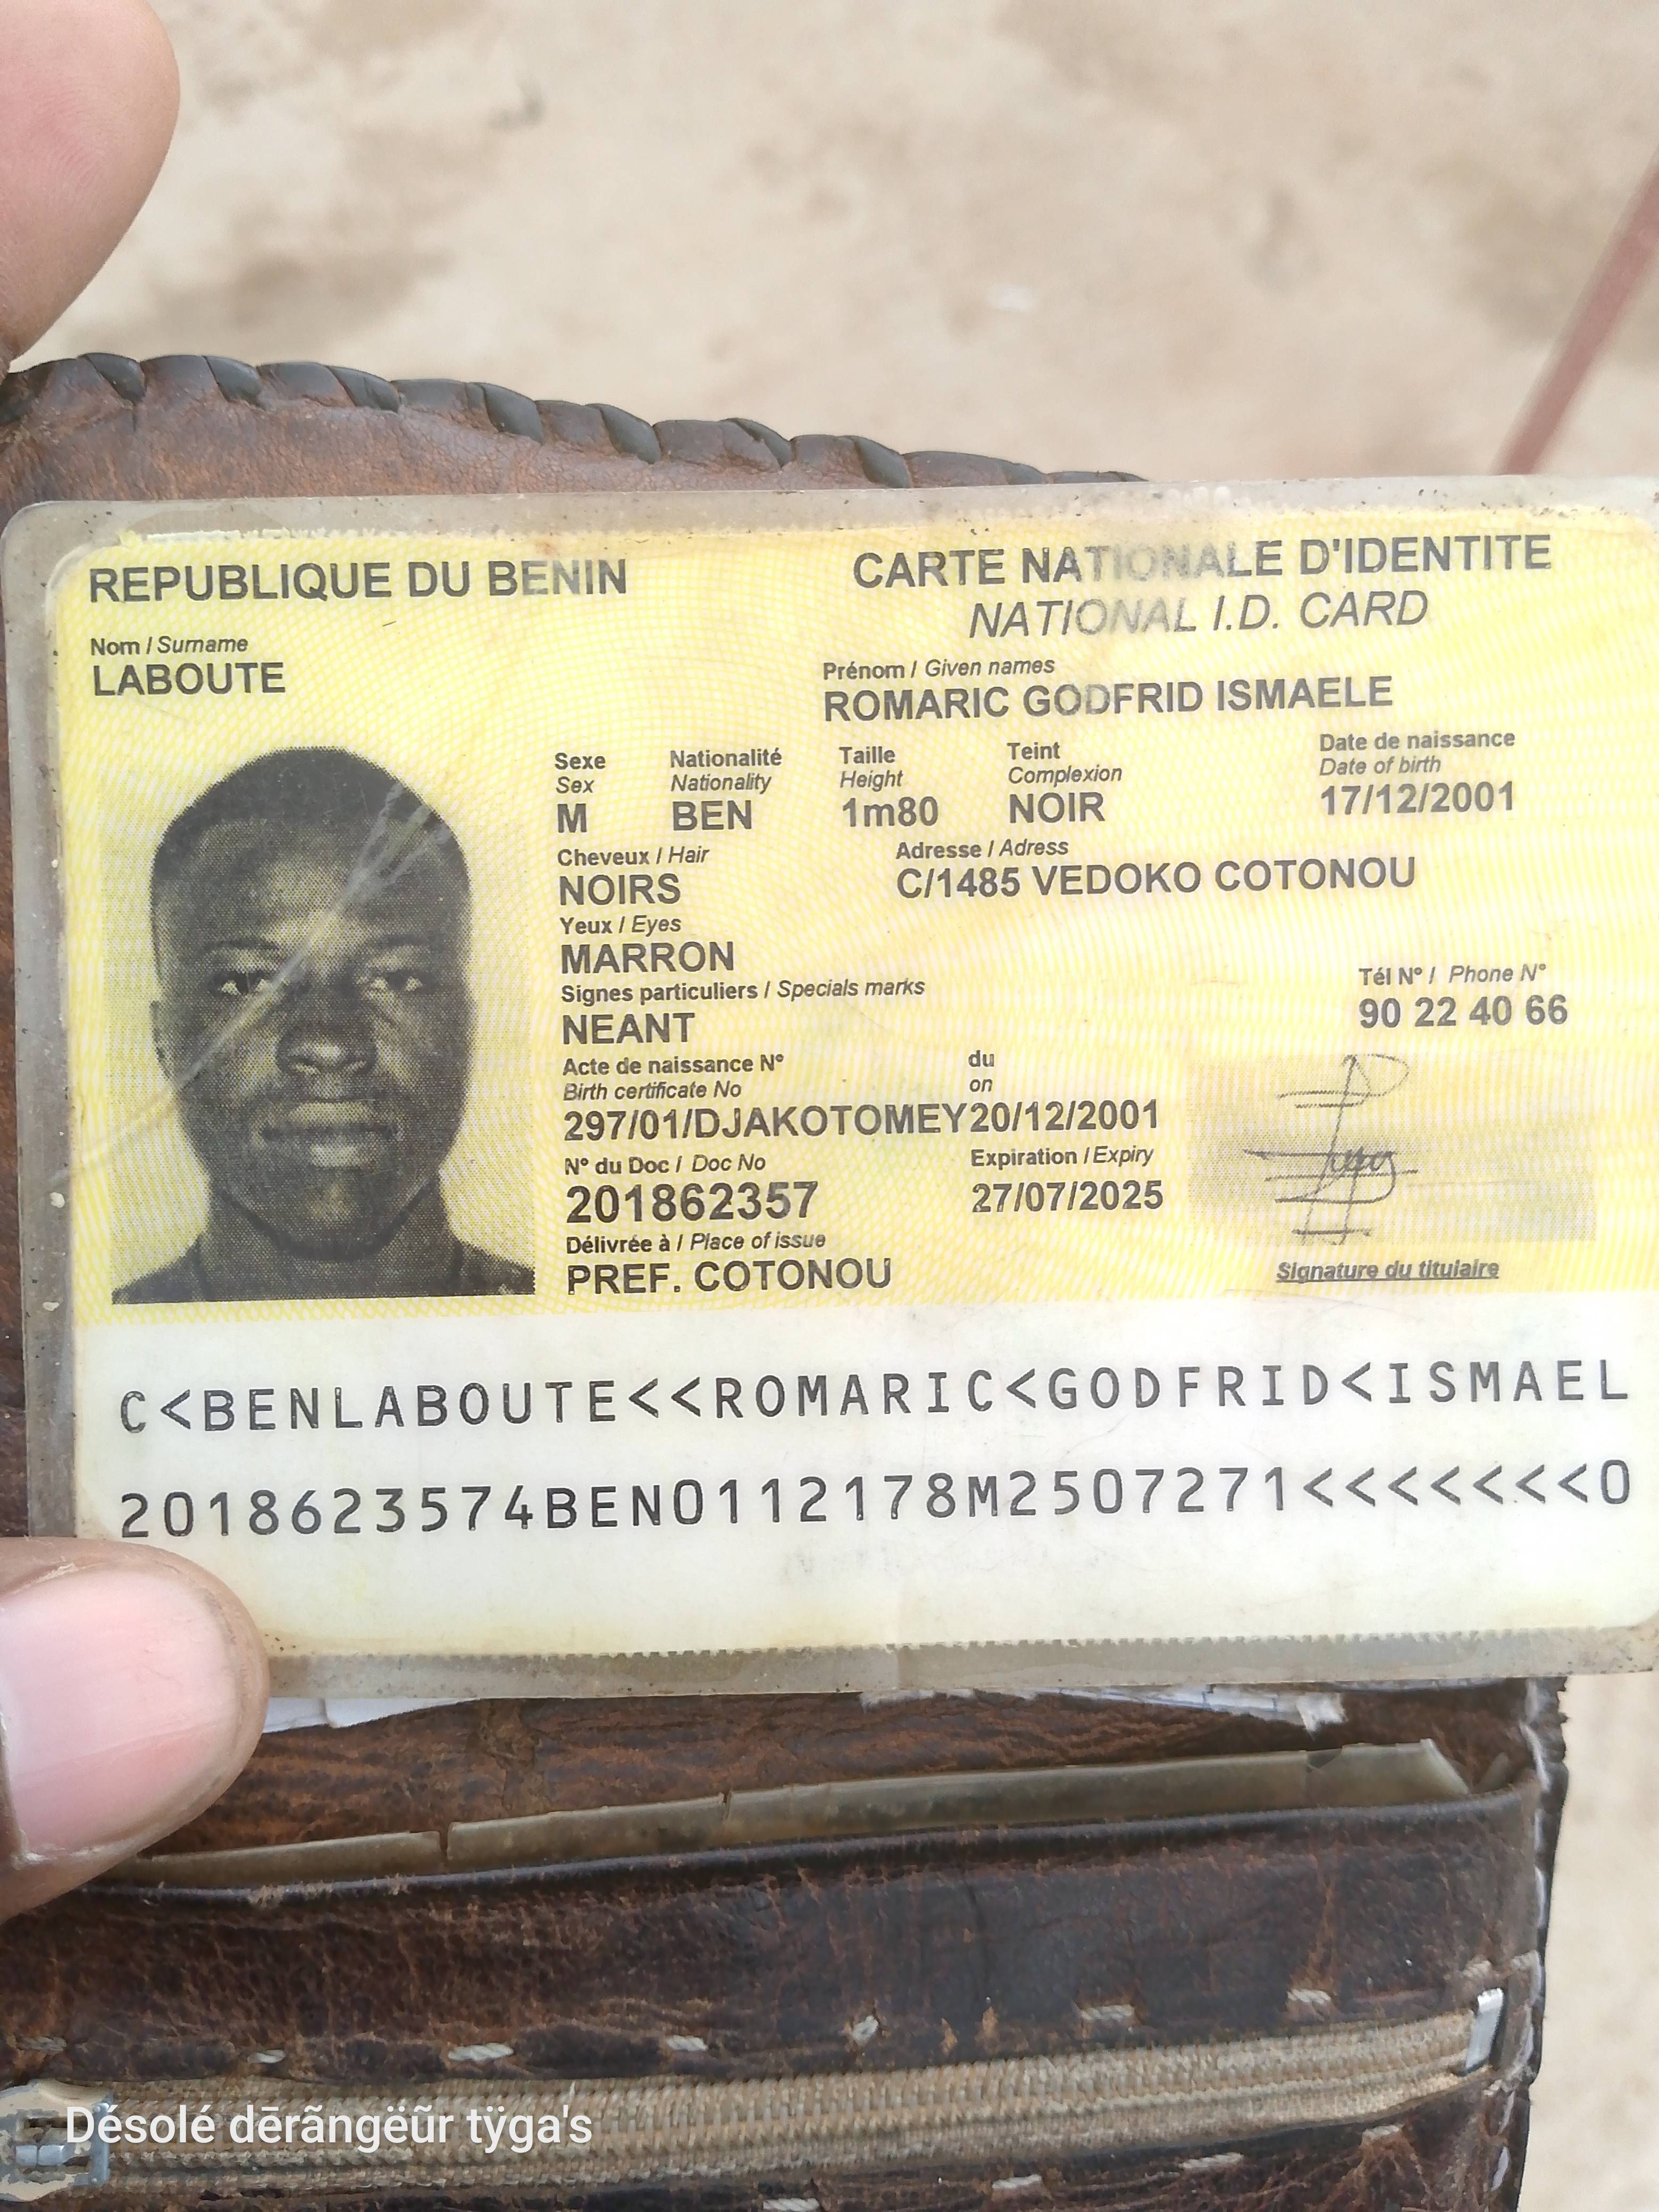 REPUBLIQUE DU BENIN
CARTE NATIONALE D'IDENTITE
NATIONAL I.D. CARD
Nom / Surname
LABOUTE
Prénom / Given names
ROMARIC GODFRID ISMAELE
Sexe Nationalité Taille Teint Date de naissance
Sex Nationality Height Complexion Date of birth
M BEN 1m80 NOIR 17/12/2001
Cheveux / Hair Adresse / Adress
NOIRS C/1485 VEDOKO COTONOU
Yeux / Eyes
MARRON
Signes particuliers / Specials marks Tél N° / Phone N°
NEANT 90 22 40 66
Acte de naissance N° du
Birth certificate No on
297/01/DJAKOTOMEY20/12/2001
N° du Doc / Doc No Expiration / Expiry
201862357 27/07/2025
Délivrée à / Place of issue
PREF. COTONOU
Signature du titulaire
C<BENLABOUTE<<ROMARIC<GODFRID<ISMAEL
2018623574BEN0112178M2507271<<<<<<<0
Désolé dērãngëũr tÿga's